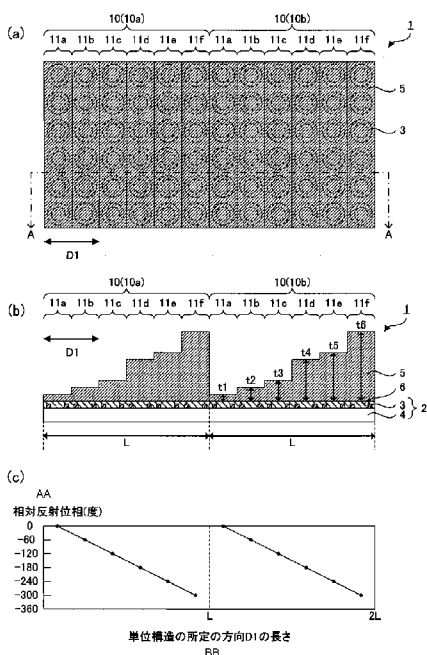 10(10a) 10(10b)
(a) 11a 11b 11c 11d 11e 11f 11a 11b 11c 11d 11e 11f 1
5
3
A A
D1
10(10a) 10(10b)
(b) 11a 11b 11c 11d 11e 11f 11a 11b 11c 11d 11e 11f 1
D1
t1 t2 t3 t4 t5 t6
5
6
3
4
2
L L
(c)
AA
相対反射位相(度)
0
-60
-120
-180
-240
-300
-360
L 2L
単位構造の所定の方向D1の長さ
BB